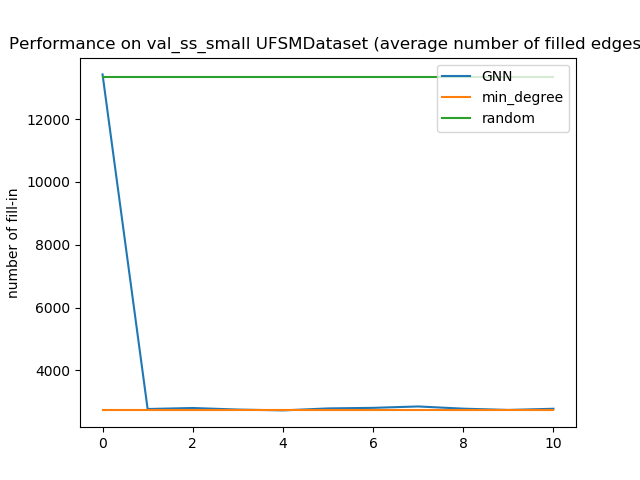 Performance on val_ss_small UFSMDataset (average number of filled edges
GNN
min_degree
random
number of fill-in
12000
10000
8000
6000
4000
0 2 4 6 8 10